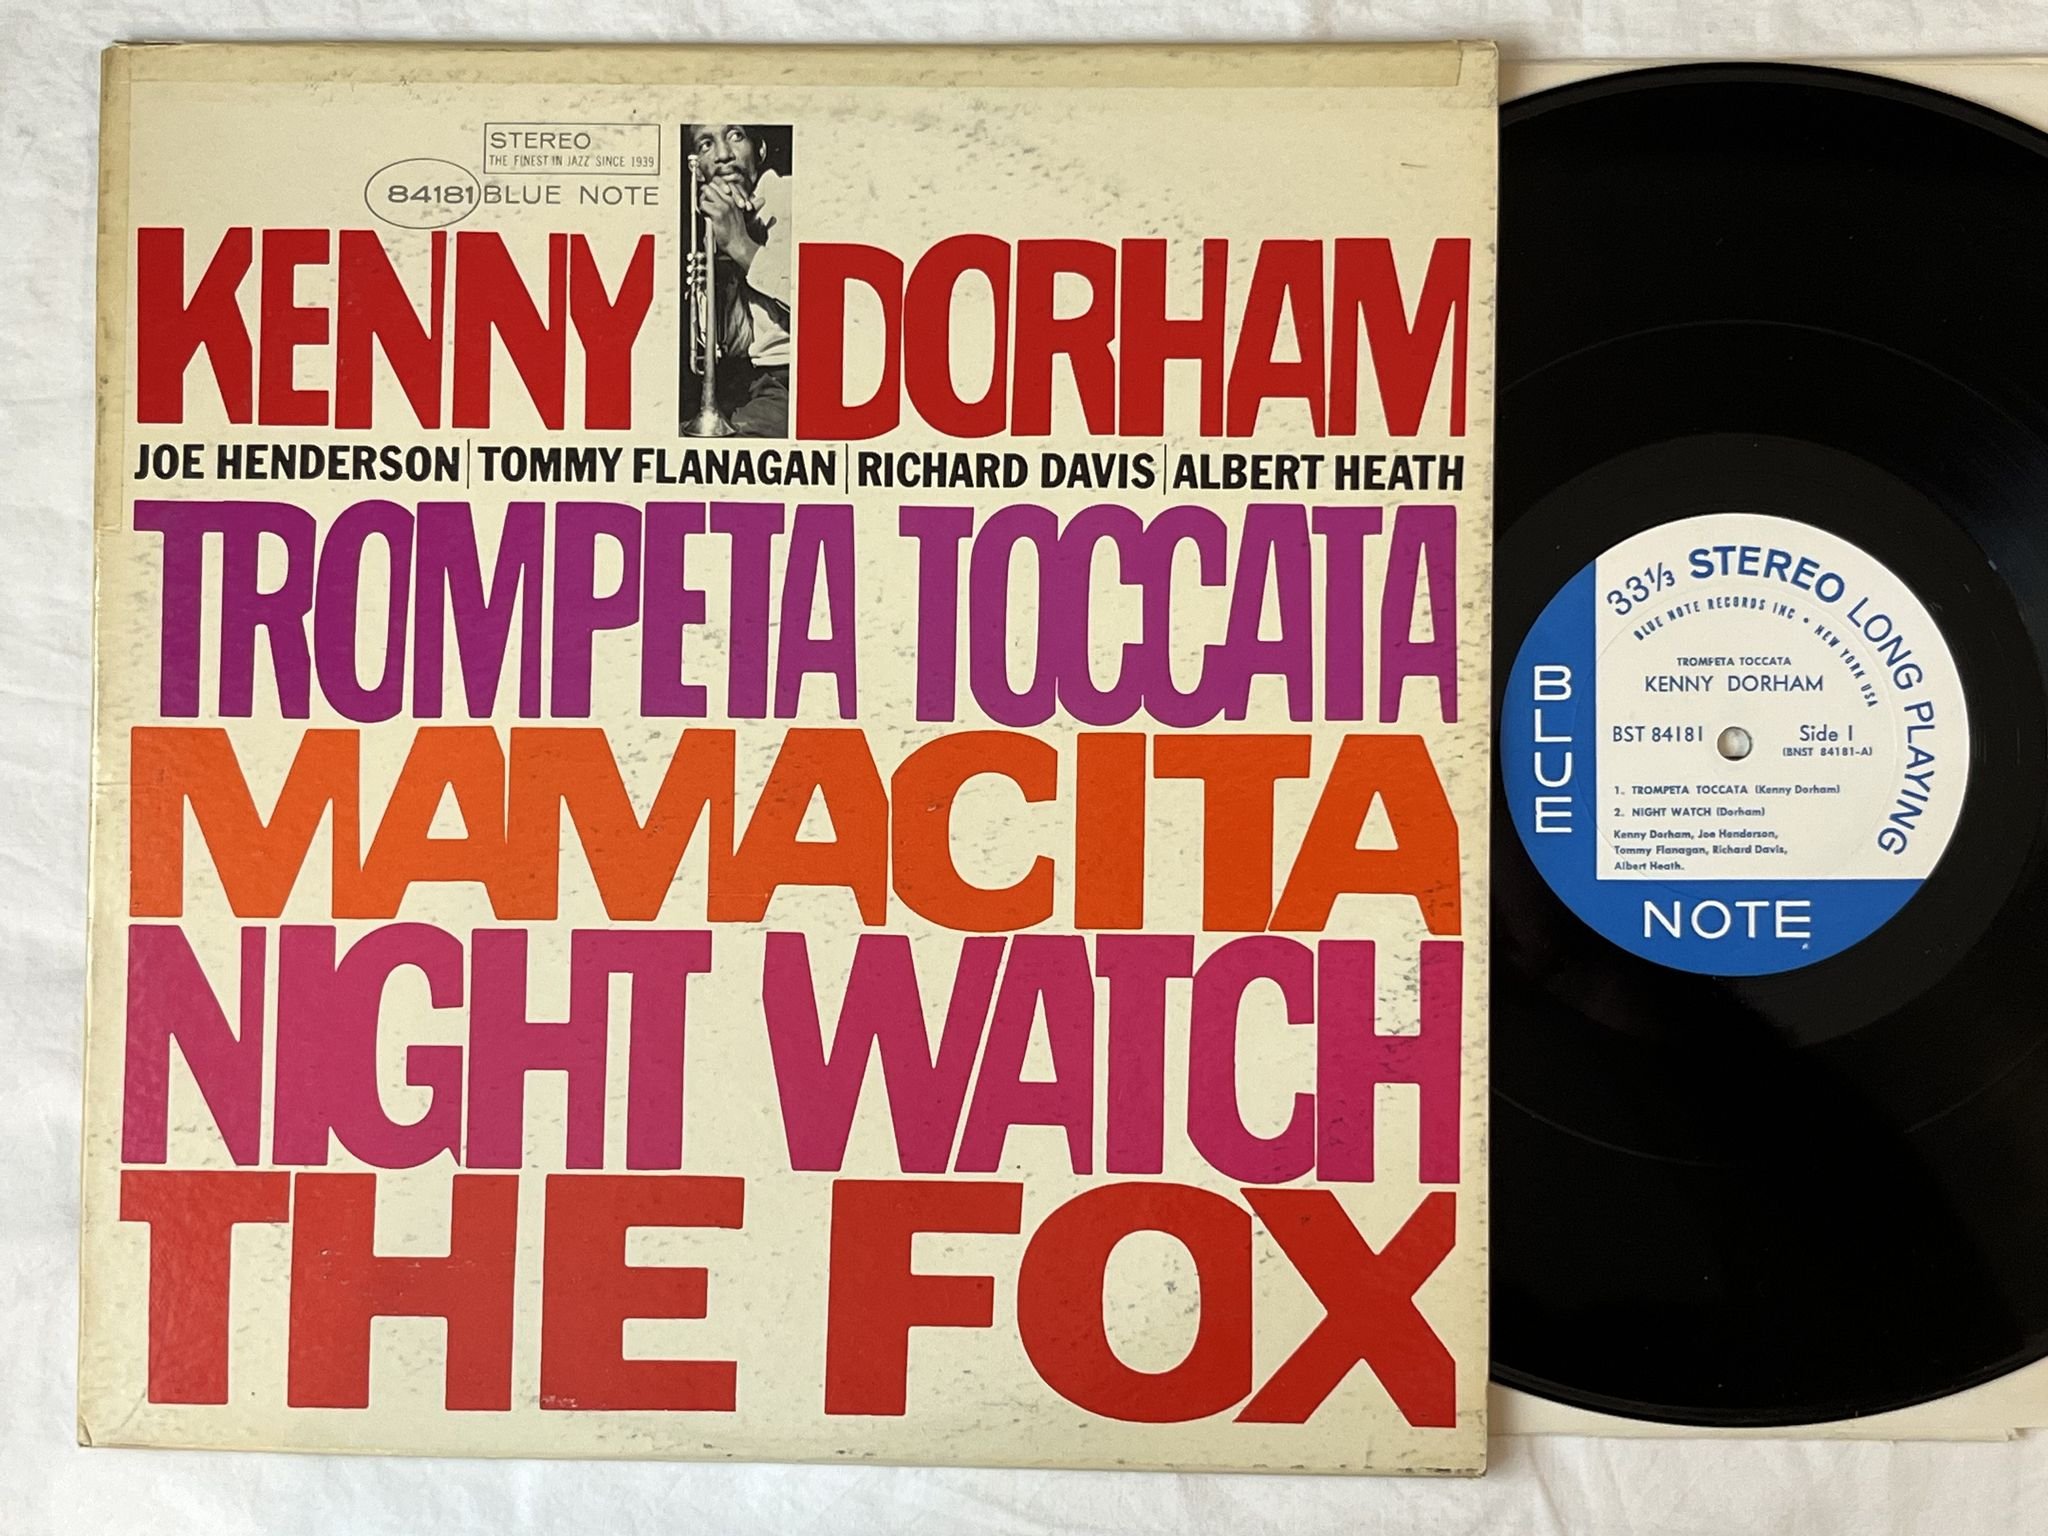 STEREO
THE FINEST IN JAZZ SINCE 1939
84181 BLUE NOTE
KENNY DORHAM
JOE HENDERSON | TOMMY FLANAGAN | RICHARD DAVIS | ALBERT HEATH
TROMPETA TOCCATA
MAMACITA
NIGHT WATCH
THE FOX
33 1/3 STEREO LONG PLAYING
BLUE NOTE RECORDS INC • NEW YORK USA
TROMPETA TOCCATA
KENNY DORHAM
BST 84181
Side 1
(BNST 84181-A)
1. TROMPETA TOCCATA (Kenny Dorham)
2. NIGHT WATCH (Dorham)
Kenny Dorham, Joe Henderson,
Tommy Flanagan, Richard Davis,
Albert Heath.
BLUE
NOTE